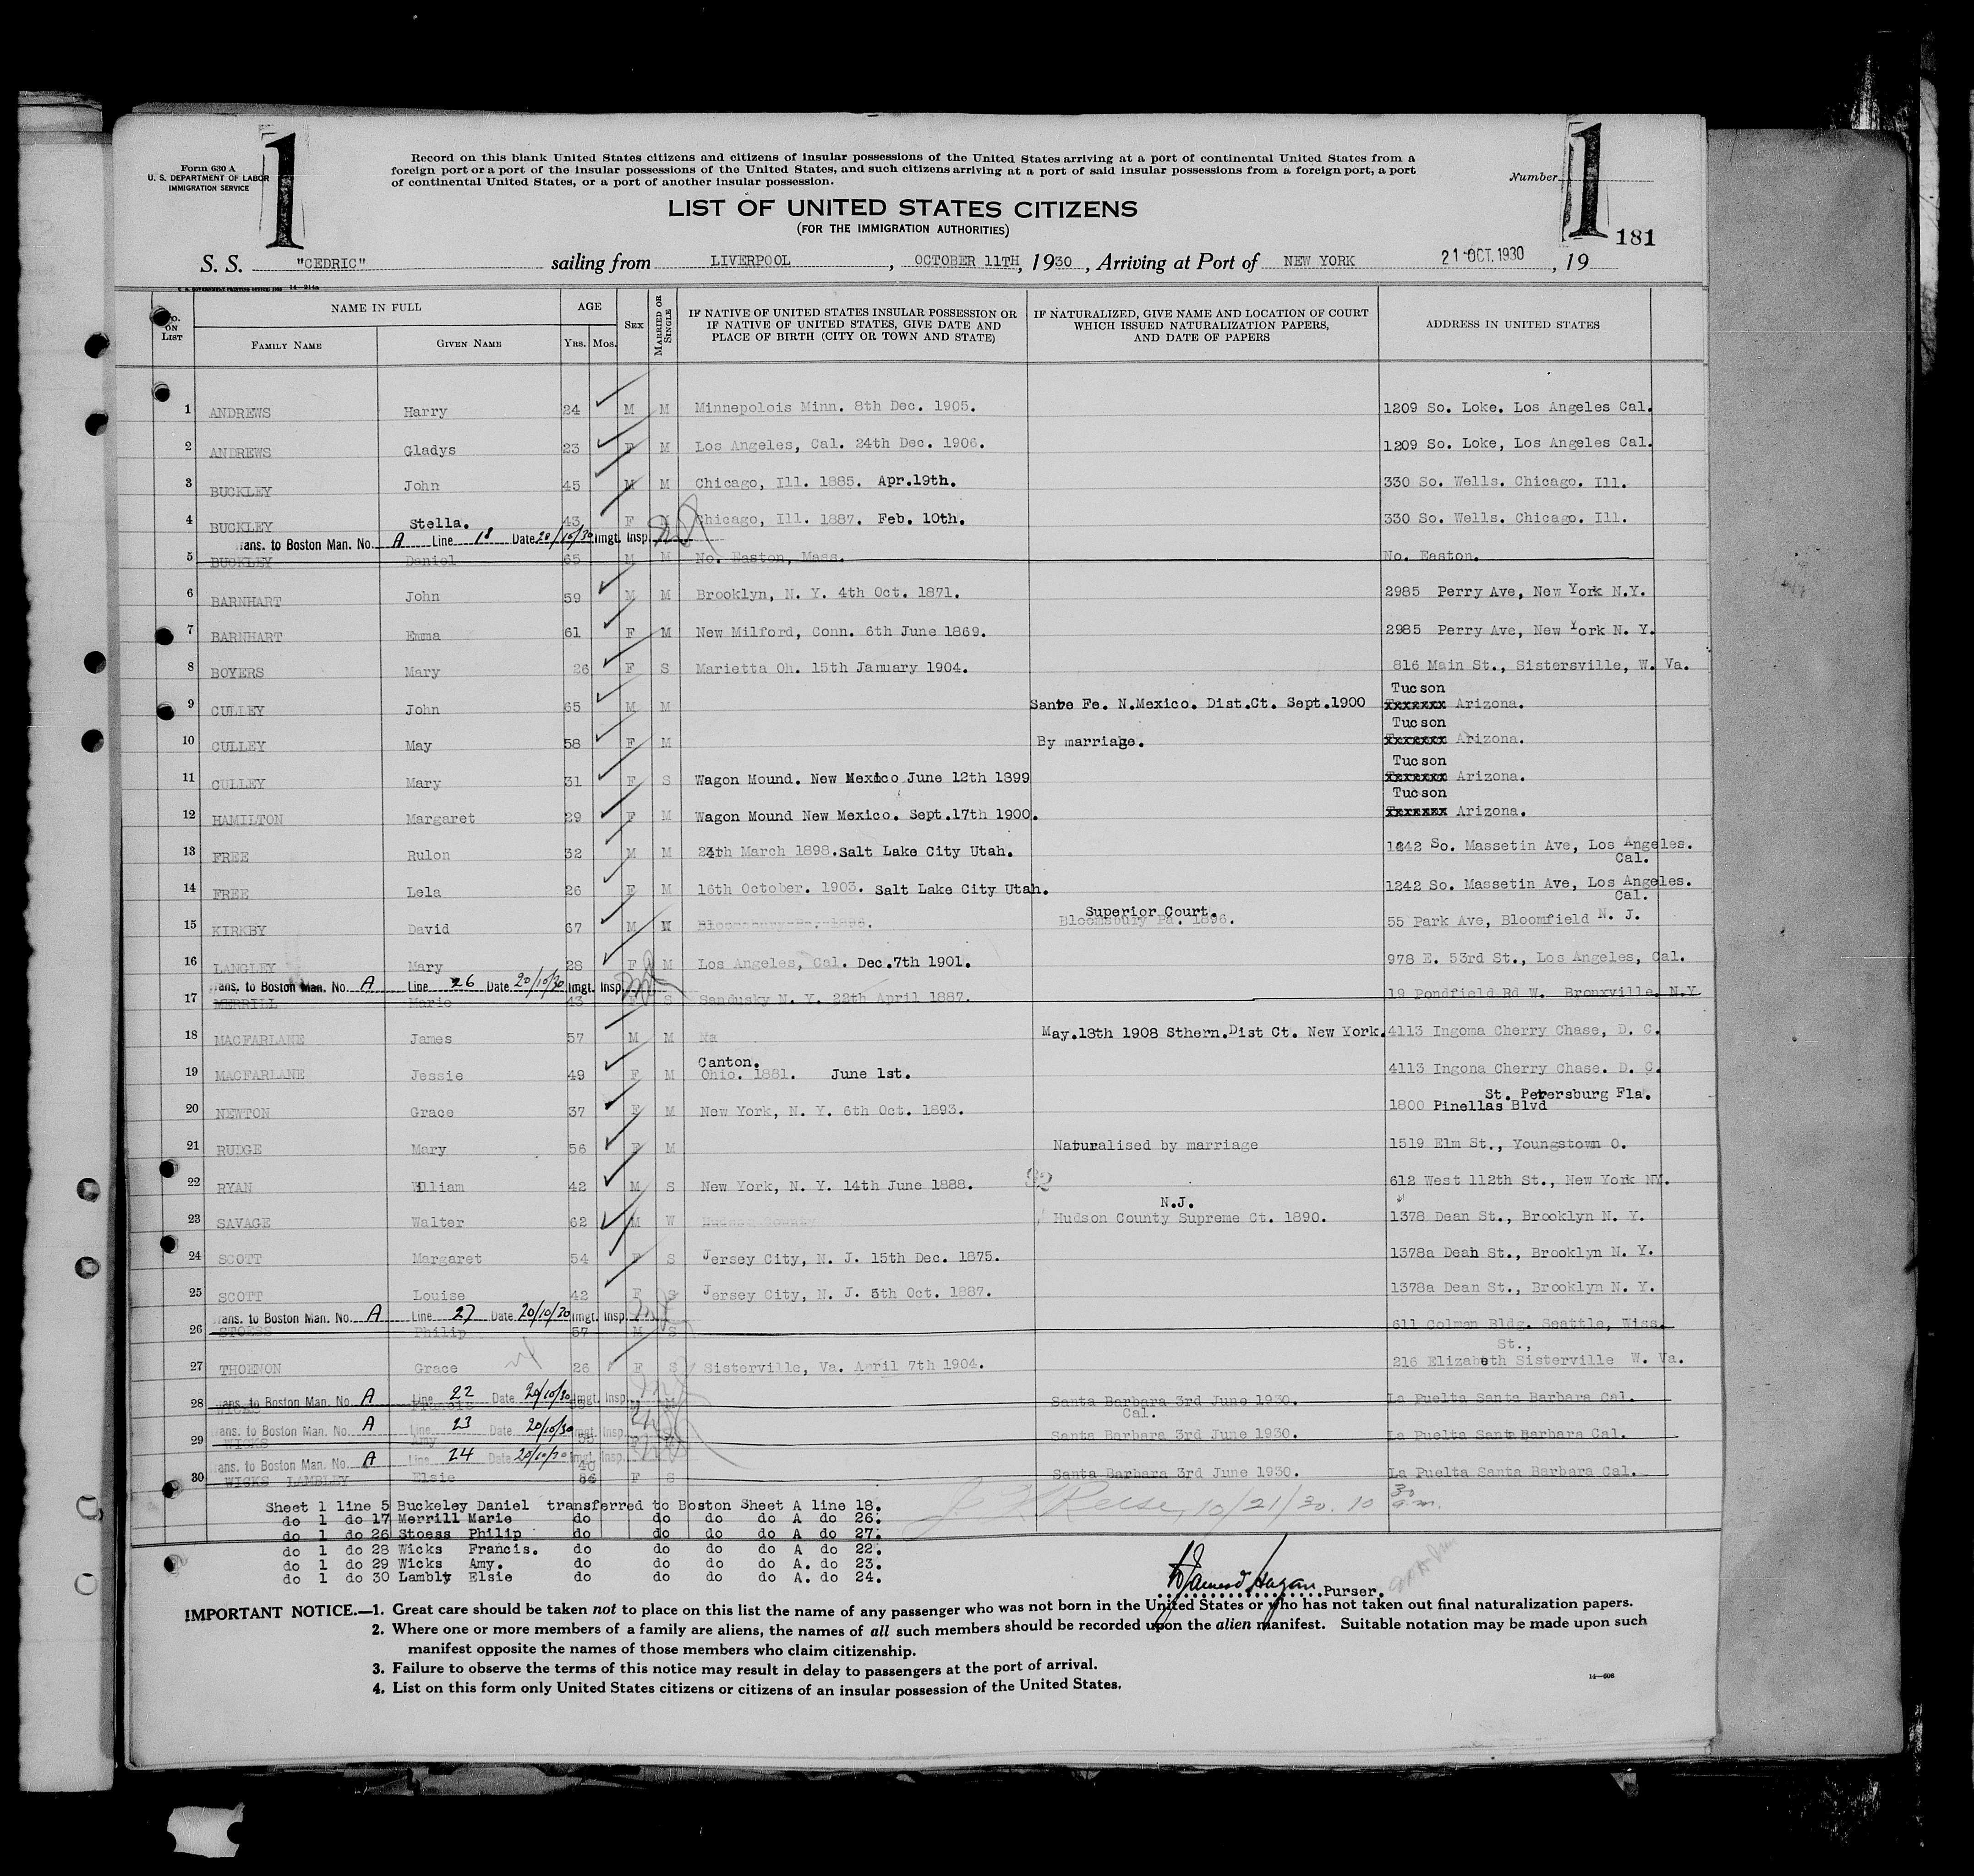 1
1
Form 630 A
U. S. DEPARTMENT OF LABOR
IMMIGRATION SERVICE
Record on this blank United States citizens and citizens of insular possessions of the United States arriving at a port of continental United States from a
foreign port or a port of the insular possessions of the United States, and such citizens arriving at a port of said insular possessions from a foreign port, a port
of continental United States, or a port of another insular possession.
Number
LIST OF UNITED STATES CITIZENS
(FOR THE IMMIGRATION AUTHORITIES)
181
S. S. "CEDRIC" sailing from LIVERPOOL, OCTOBER 11TH, 1930, Arriving at Port of NEW YORK 21 OCT. 1930, 19
14-214a
NO. ON LIST
NAME IN FULL
FAMILY NAME
GIVEN NAME
AGE
YRS. MOS.
SEX
MARRIED OR SINGLE
IF NATIVE OF UNITED STATES INSULAR POSSESSION OR
IF NATIVE OF UNITED STATES, GIVE DATE AND
PLACE OF BIRTH (CITY OR TOWN AND STATE)
IF NATURALIZED, GIVE NAME AND LOCATION OF COURT
WHICH ISSUED NATURALIZATION PAPERS,
AND DATE OF PAPERS
ADDRESS IN UNITED STATES
1 ANDREWS Harry 24 M M Minnepolois Minn. 8th Dec. 1905. 1209 So. Loke. Los Angeles Cal.
2 ANDREWS Gladys 23 F M Los Angeles, Cal. 24th Dec. 1906. 1209 So. Loke, Los Angeles Cal.
3 BUCKLEY John 45 M M Chicago, Ill. 1885. Apr.19th. 330 So. Wells. Chicago. Ill.
4 BUCKLEY Stella. 43 F M Chicago, Ill. 1887. Feb. 10th. 330 So. Wells. Chicago. Ill.
Trans. to Boston Man. No. A Line 18 Date 20/10/30 Imgt. Insp.
5 BUCKLEY Daniel 65 M M No. Easton, Mass. No. Easton.
6 BARNHART John 59 M M Brooklyn, N. Y. 4th Oct. 1871. 2985 Perry Ave, New York N.Y.
7 BARNHART Emma 61 F M New Milford, Conn. 6th June 1869. 2985 Perry Ave, New York N. Y.
8 BOYERS Mary 26 F S Marietta Oh. 15th January 1904. 816 Main St., Sistersville, W. Va.
Tucson
9 CULLEY John 65 M M Sante Fe. N.Mexico. Dist.Ct. Sept.1900 xxxxxxx Arizona.
Tucson
10 CULLEY May 58 F M By marriage. xxxxxxx Arizona.
Tucson
11 CULLEY Mary 31 F S Wagon Mound. New Mexico June 12th 1899 xxxxxxx Arizona.
Tucson
12 HAMILTON Margaret 29 F M Wagon Mound New Mexico. Sept.17th 1900. xxxxxxx Arizona.
13 FREE Rulon 32 M M 24th March 1898. Salt Lake City Utah. 1242 So. Massetin Ave, Los Angeles.
Cal.
14 FREE Lela 26 F M 16th October. 1903. Salt Lake City Utah. 1242 So. Massetin Ave, Los Angeles.
Cal.
Superior Court.
15 KIRKBY David 67 M M Bloomsbury Pa. 1896. 55 Park Ave, Bloomfield N. J.
16 LANGLEY Mary 28 F M Los Angeles, Cal. Dec.7th 1901. 978 E. 53rd St., Los Angeles, Cal.
Trans. to Boston Man. No. A Line 26 Date 20/10/30 Imgt. Insp.
17 MERRILL Marie 43 F S Sandusky N. Y. 22th April 1887. 19 Pondfield Rd W. Bronxville. N.Y
18 MACFARLANE James 57 M M May.13th 1908 Sthern.Dist Ct. New York. 4113 Ingoma Cherry Chase, D. C.
Canton.
19 MACFARLANE Jessie 49 F M Ohio. 1881. June 1st. 4113 Ingona Cherry Chase. D. C.
St. Petersburg Fla.
20 NEWTON Grace 37 F M New York, N. Y. 6th Oct. 1893. 1800 Pinellas Blvd
21 RUDGE Mary 56 F M Naturalised by marriage 1519 Elm St., Youngstown O.
22 RYAN William 42 M S New York, N. Y. 14th June 1888. 612 West 112th St., New York NY.
N.J.
23 SAVAGE Walter 62 M W Hudson County Supreme Ct. 1890. 1378 Dean St., Brooklyn N. Y.
24 SCOTT Margaret 54 F S Jersey City, N. J. 15th Dec. 1875. 1378a Dean St., Brooklyn N. Y.
25 SCOTT Louise 42 F S Jersey City, N. J. 5th Oct. 1887. 1378a Dean St., Brooklyn N. Y.
Trans. to Boston Man. No. A Line 27 Date 20/10/30 Imgt. Insp.
26 STOESS Philip 57 M S 611 Colman Bldg. Seattle, Wiss.
St.,
27 THOEMON Grace 26 F S Sisterville, Va. April 7th 1904. 216 Elizabeth Sisterville W. Va.
Trans. to Boston Man. No. A Line 22 Date 20/10/30 Imgt. Insp.
28 WICKS Francis M M Santa Barbara 3rd June 1930. La Puelta Santa Barbara Cal.
Cal.
Trans. to Boston Man. No. A Line 23 Date 20/10/30 Imgt. Insp.
29 WICKS Amy F M Santa Barbara 3rd June 1930. La Puelta Santa Barbara Cal.
Trans. to Boston Man. No. A Line 24 Date 20/10/30 Imgt. Insp.
40
30 WICKS LAMBLEY Elsie F S Santa Barbara 3rd June 1930. La Puelta Santa Barbara Cal.
Sheet 1 line 5 Buckeley Daniel transferred to Boston Sheet A line 18.
do 1 do 17 Merrill Marie do do do do A do 26.
do 1 do 26 Stoess Philip do do do do A do 27.
do 1 do 28 Wicks Francis. do do do do A do 22.
do 1 do 29 Wicks Amy. do do do do A. do 23.
do 1 do 30 Lambly Elsie do do do do A. do 24.
Reese, 10/21/30. 10 30 a.m.
Purser.
IMPORTANT NOTICE.—1. Great care should be taken not to place on this list the name of any passenger who was not born in the United States or who has not taken out final naturalization papers.
2. Where one or more members of a family are aliens, the names of all such members should be recorded upon the alien manifest. Suitable notation may be made upon such
manifest opposite the names of those members who claim citizenship.
3. Failure to observe the terms of this notice may result in delay to passengers at the port of arrival.
4. List on this form only United States citizens or citizens of an insular possession of the United States.
14-608